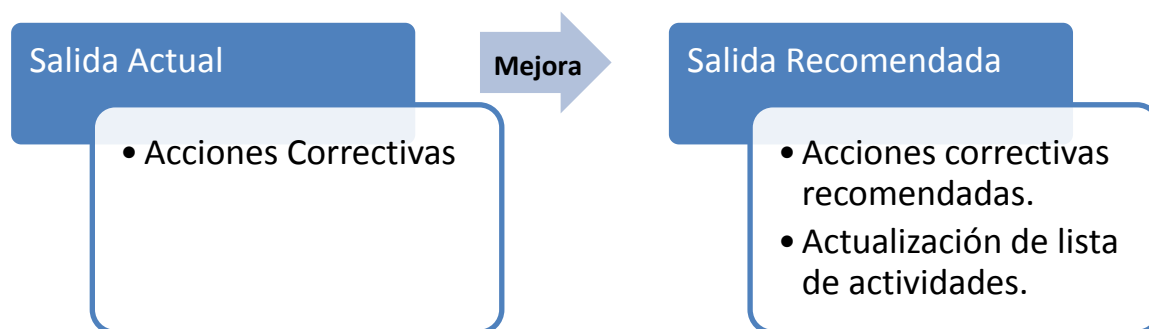 Salida Actual
Mejora
Salida Recomendada
• Acciones Correctivas
• Acciones correctivas
recomendadas.
• Actualización de lista
de actividades.